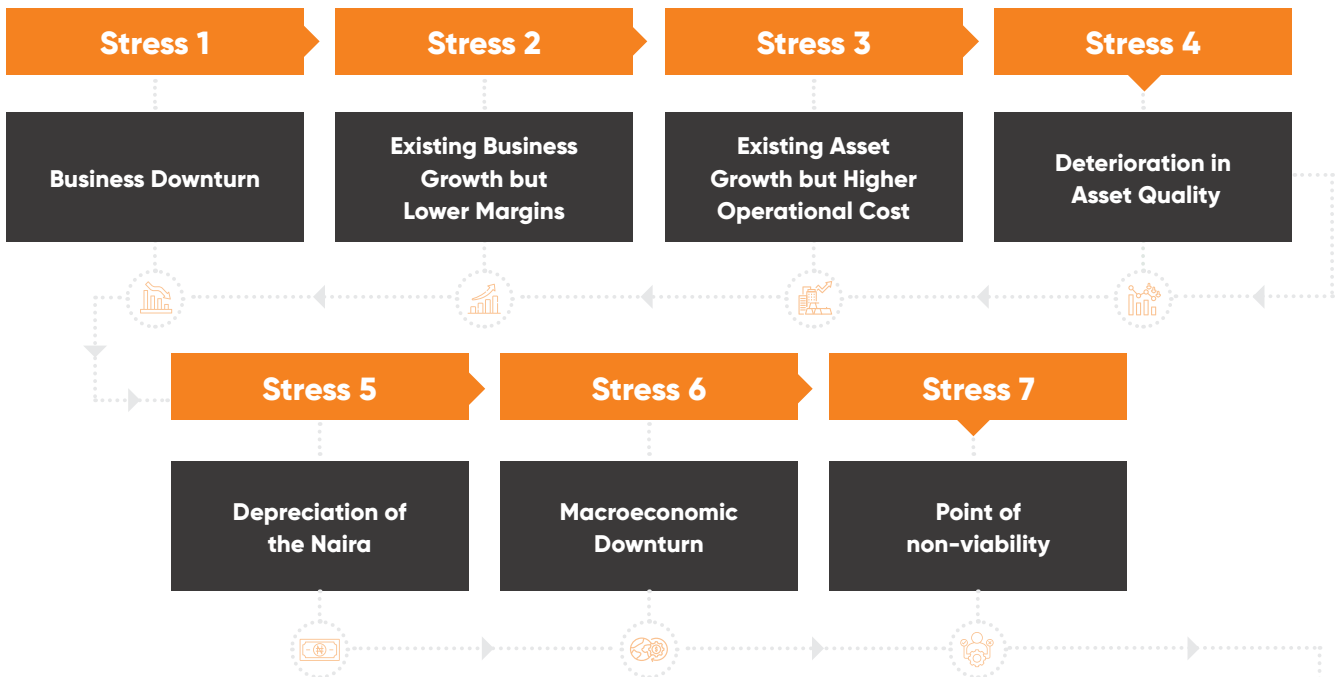 Stress 1
Stress 2
Stress 3
Stress 4
Business Downturn
Existing Business
Growth but
Lower Margins
Existing Asset
Growth but Higher
Operational Cost
Deterioration in
Asset Quality
Stress 5
Stress 6
Stress 7
Depreciation of
the Naira
Macroeconomic
Downturn
Point of
non-viability